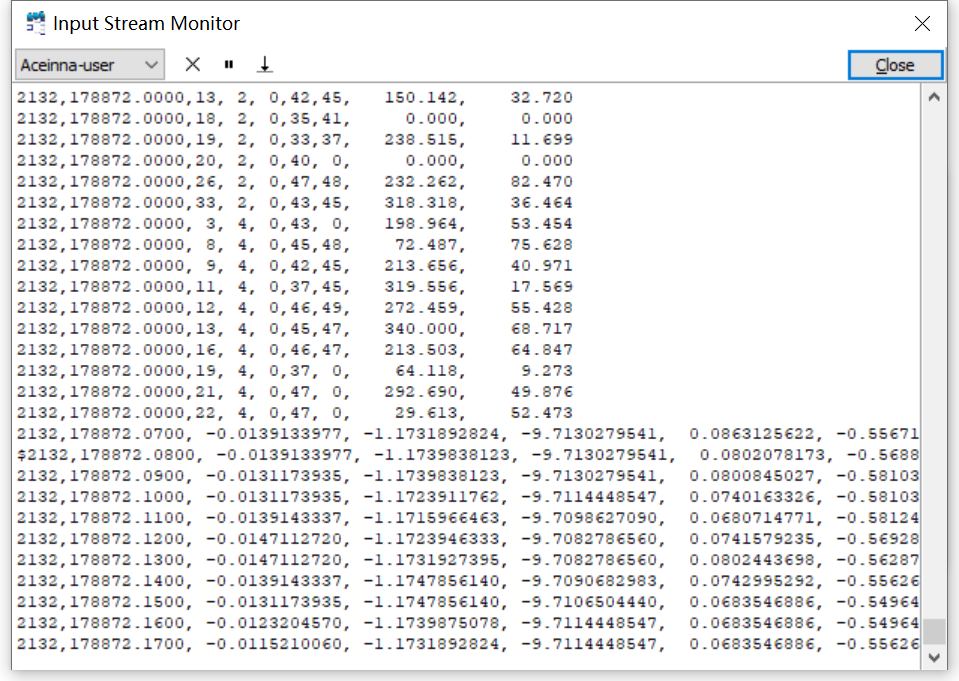 Input Stream Monitor
Aceinna-user
Close
2132,178872.0000,13, 2, 0,42,45, 150.142, 32.720
2132,178872.0000,18, 2, 0,35,41, 0.000, 0.000
2132,178872.0000,19, 2, 0,33,37, 238.515, 11.699
2132,178872.0000,20, 2, 0,40, 0, 0.000, 0.000
2132,178872.0000,26, 2, 0,47,48, 232.262, 82.470
2132,178872.0000,33, 2, 0,43,45, 318.318, 36.464
2132,178872.0000, 3, 4, 0,43, 0, 198.964, 53.454
2132,178872.0000, 8, 4, 0,45,48, 72.487, 75.628
2132,178872.0000, 9, 4, 0,42,45, 213.656, 40.971
2132,178872.0000,11, 4, 0,37,45, 319.556, 17.569
2132,178872.0000,12, 4, 0,46,49, 272.459, 55.428
2132,178872.0000,13, 4, 0,45,47, 340.000, 68.717
2132,178872.0000,16, 4, 0,46,47, 213.503, 64.847
2132,178872.0000,19, 4, 0,37, 0, 64.118, 9.273
2132,178872.0000,21, 4, 0,47, 0, 292.690, 49.876
2132,178872.0000,22, 4, 0,47, 0, 29.613, 52.473
2132,178872.0700, -0.0139133977, -1.1731892824, -9.7130279541, 0.0863125622, -0.55671
$2132,178872.0800, -0.0139133977, -1.1739838123, -9.7130279541, 0.0802078173, -0.5688
2132,178872.0900, -0.0131173935, -1.1739838123, -9.7130279541, 0.0800845027, -0.58103
2132,178872.1000, -0.0131173935, -1.1723911762, -9.7114448547, 0.0740163326, -0.58103
2132,178872.1100, -0.0139143337, -1.1715966463, -9.7098627090, 0.0680714771, -0.58124
2132,178872.1200, -0.0147112720, -1.1723946333, -9.7082786560, 0.0741579235, -0.56928
2132,178872.1300, -0.0147112720, -1.1731927395, -9.7082786560, 0.0802443698, -0.56287
2132,178872.1400, -0.0139143337, -1.1747856140, -9.7090682983, 0.0742995292, -0.55626
2132,178872.1500, -0.0131173935, -1.1747856140, -9.7106504440, 0.0683546886, -0.54964
2132,178872.1600, -0.0123204570, -1.1739875078, -9.7114448547, 0.0683546886, -0.54964
2132,178872.1700, -0.0115210060, -1.1731892824, -9.7114448547, 0.0683546886, -0.55626